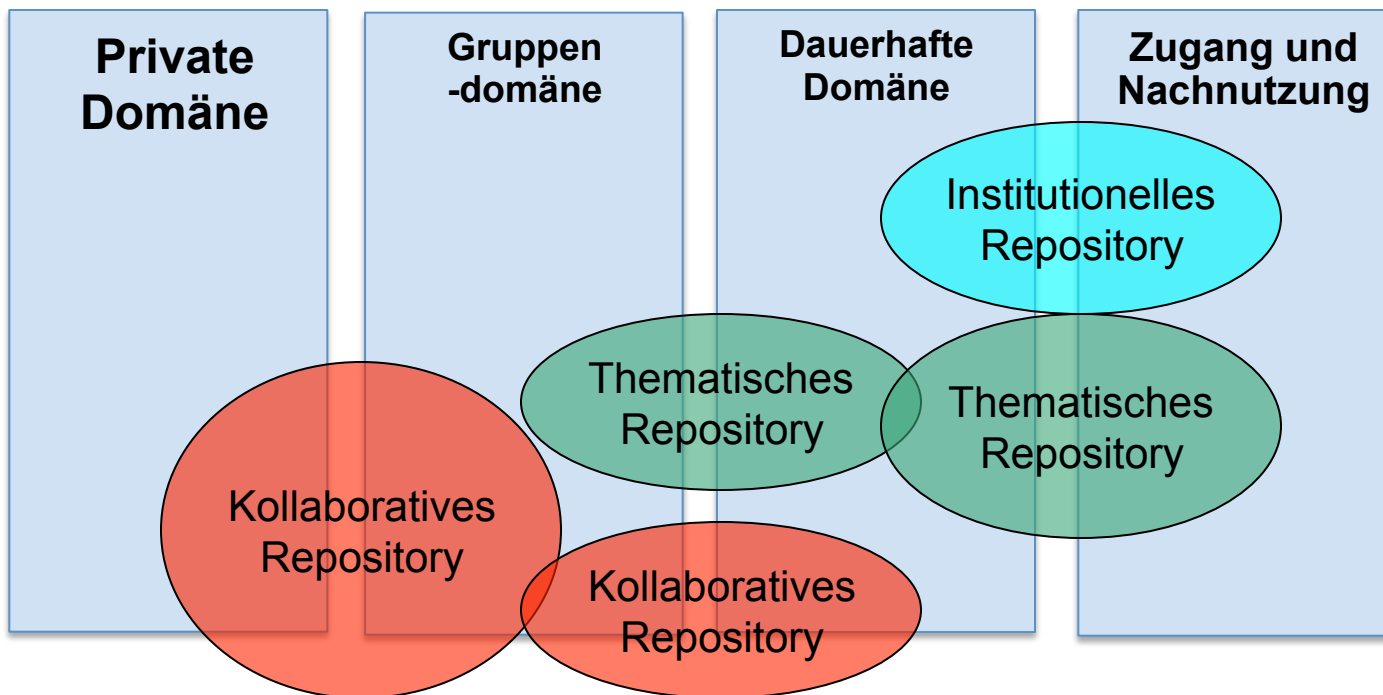 Private
Domäne
Gruppen
-domäne
Dauerhafte
Domäne
Zugang und
Nachnutzung
Institutionelles
Repository
Thematisches
Repository
Thematisches
Repository
Kollaboratives
Repository
Kollaboratives
Repository